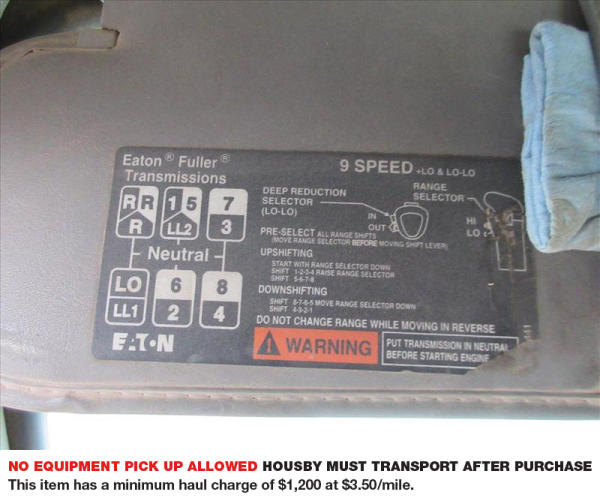 Eaton® Fuller®
Transmissions
9 SPEED +LO & LO-LO
R R
R
1 5
LL2
7
3
Neutral
LO
LL1
6
2
8
4
EATON
DEEP REDUCTION
SELECTOR
(LO-LO)
IN
OUT
RANGE
SELECTOR
HI
LO
PRE-SELECT ALL RANGE SHIFTS
(MOVE RANGE SELECTOR BEFORE MOVING SHIFT LEVER)
UPSHIFTING
START WITH RANGE SELECTOR DOWN
SHIFT 1-2-3-4 RAISE RANGE SELECTOR
SHIFT 5-6-7-8
DOWNSHIFTING
SHIFT 8-7-6-5 MOVE RANGE SELECTOR DOWN
SHIFT 4-3-2-1
DO NOT CHANGE RANGE WHILE MOVING IN REVERSE
WARNING
PUT TRANSMISSION IN NEUTRAL
BEFORE STARTING ENGINE
NO EQUIPMENT PICK UP ALLOWED HOUSBY MUST TRANSPORT AFTER PURCHASE
This item has a minimum haul charge of $1,200 at $3.50/mile.